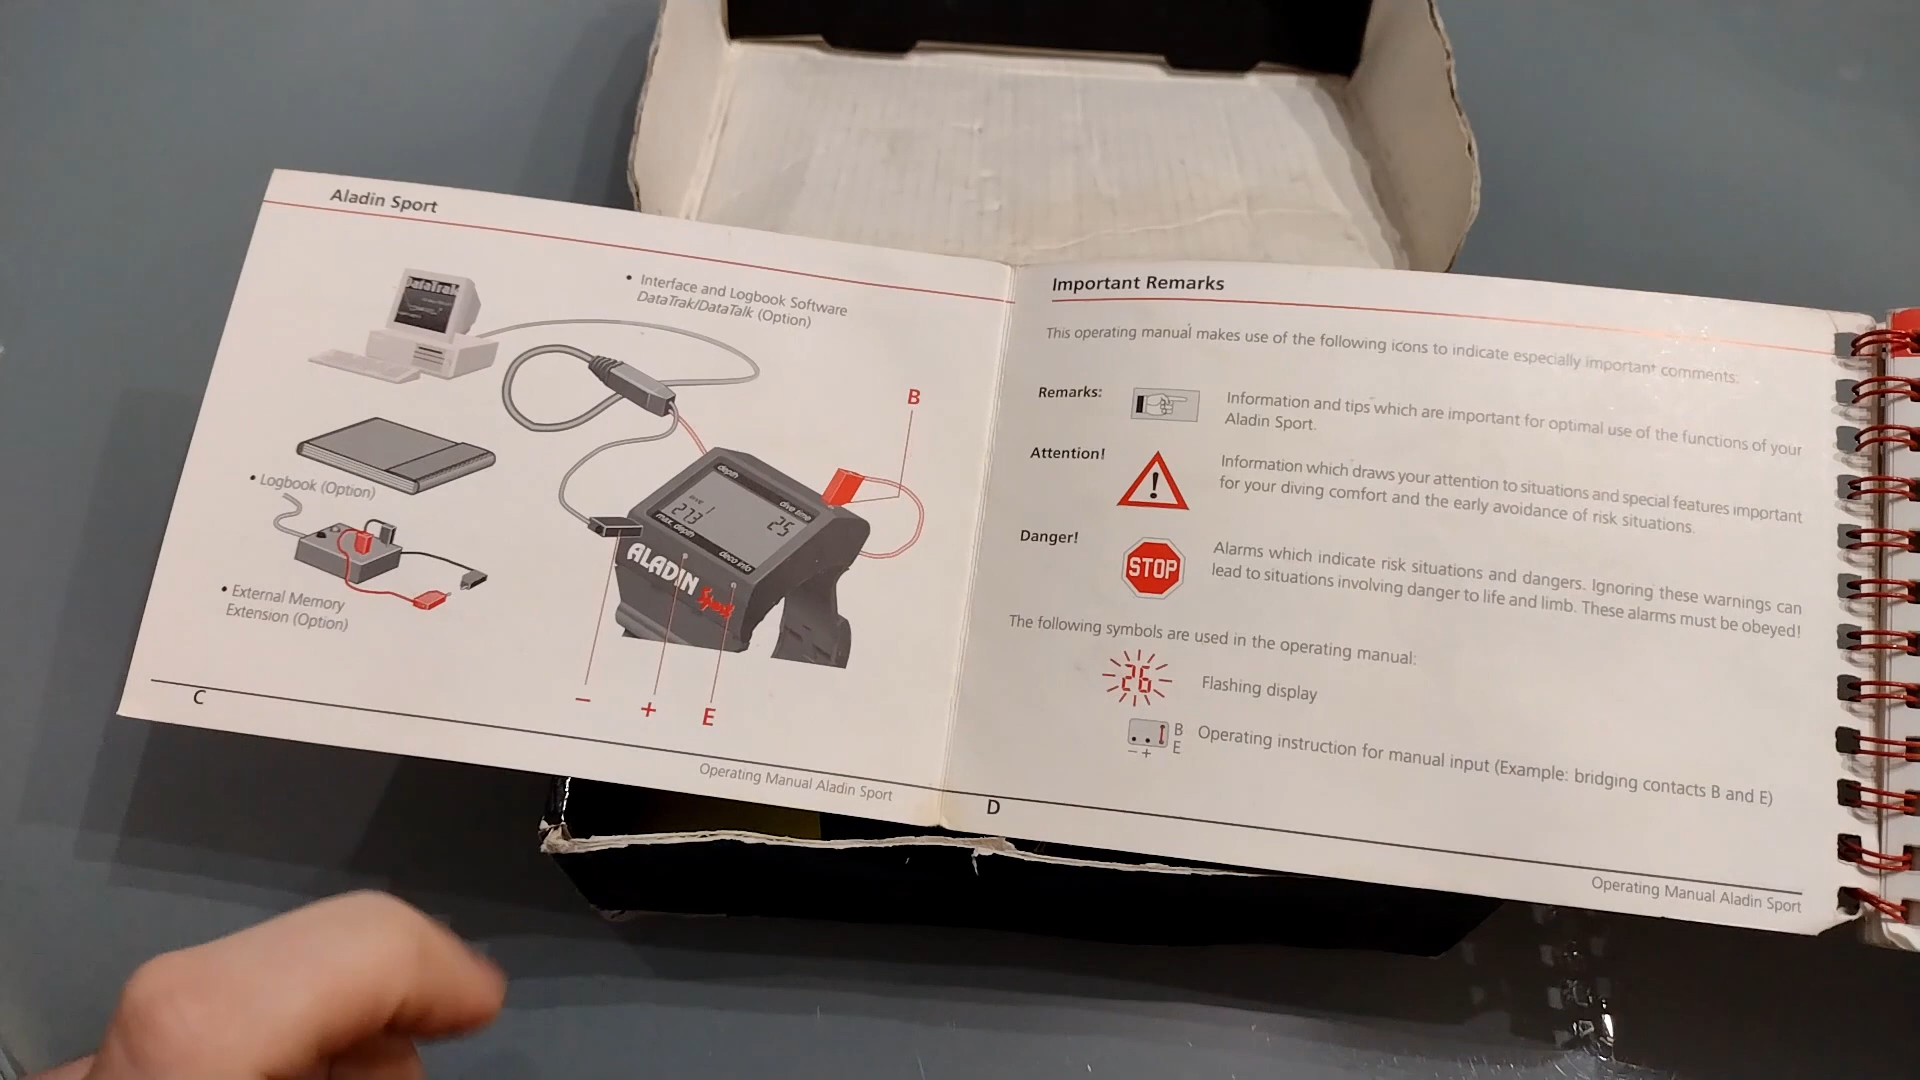 Aladin Sport
DataTrak
• Interface and Logbook Software
DataTrak/DataTalk (Option)
B
• Logbook (Option)
depth
dive time
25
273
max. depth
deco info
ALADIN
Sport
• External Memory
Extension (Option)
− + E
C
Operating Manual Aladin Sport
Important Remarks
This operating manual makes use of the following icons to indicate especially important comments:
Remarks:
Information and tips which are important for optimal use of the functions of your
Aladin Sport.
Attention!
!
Information which draws your attention to situations and special features important
for your diving comfort and the early avoidance of risk situations.
Danger!
STOP
Alarms which indicate risk situations and dangers. Ignoring these warnings can
lead to situations involving danger to life and limb. These alarms must be obeyed!
The following symbols are used in the operating manual:
26
Flashing display
B
E
− +
Operating instruction for manual input (Example: bridging contacts B and E)
D
Operating Manual Aladin Sport